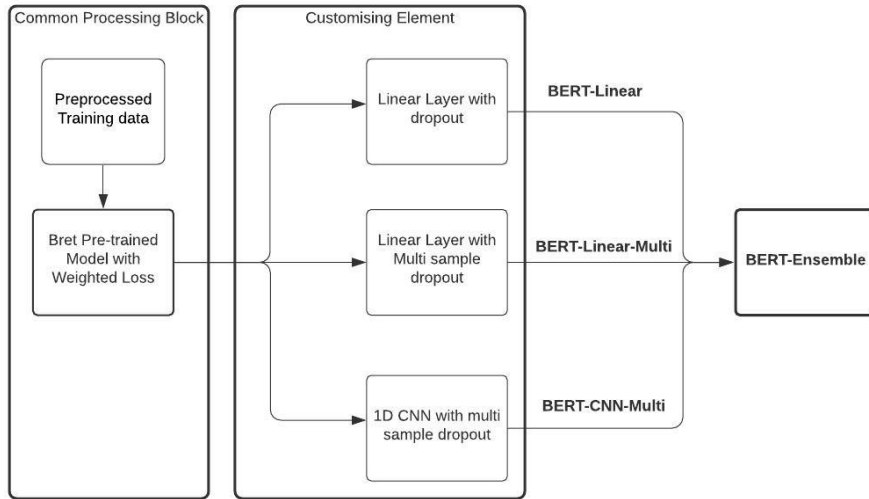 Common Processing Block
Customising Element
Preprocessed
Training data
Bret Pre-trained
Model with
Weighted Loss
Linear Layer with
dropout
Linear Layer with
Multi sample
dropout
1D CNN with multi
sample dropout
BERT-Linear
BERT-Linear-Multi
BERT-CNN-Multi
BERT-Ensemble